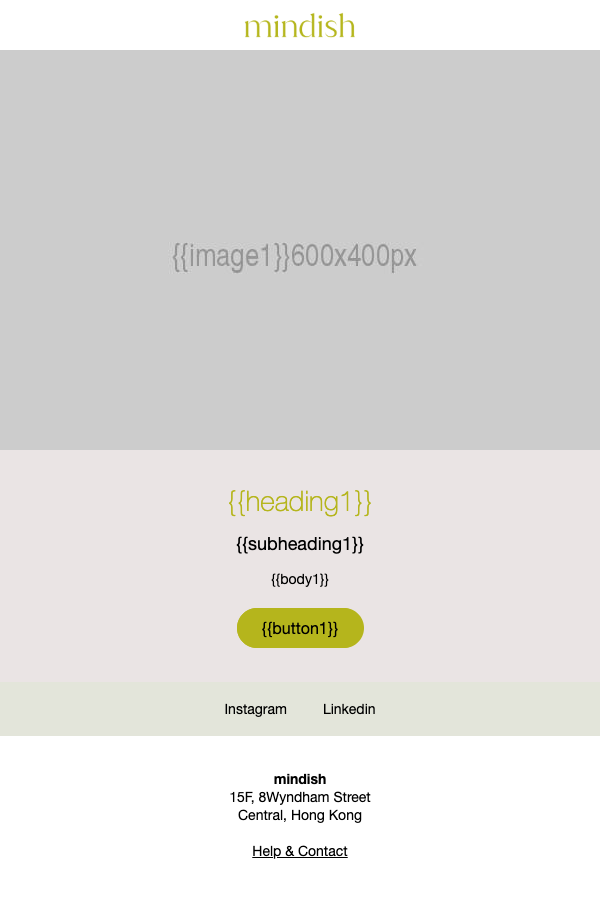 mindish
{{image1}}600x400px
{{heading1}}
{{subheading1}}
{{body1}}
{{button1}}
Instagram Linkedin
mindish
15F, 8Wyndham Street
Central, Hong Kong
Help & Contact